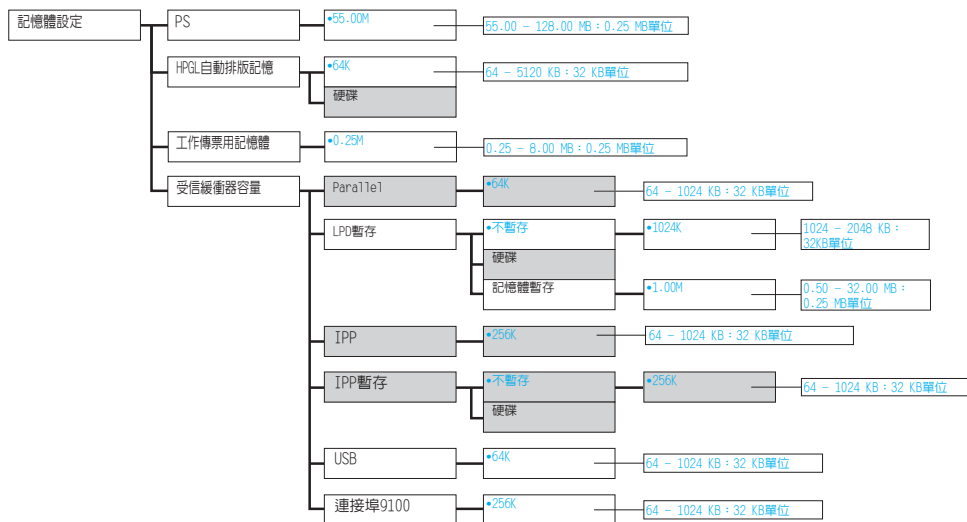 記憶體設定
PS
•55.00M
55.00 – 128.00 MB：0.25 MB單位
HPGL自動排版記憶
•64K
64 – 5120 KB：32 KB單位
硬碟
工作傳票用記憶體
•0.25M
0.25 – 8.00 MB：0.25 MB單位
受信緩衝器容量
Parallel
•64K
64 – 1024 KB：32 KB單位
LPD暫存
•不暫存
•1024K
1024 – 2048 KB：
32KB單位
硬碟
記憶體暫存
•1.00M
0.50 – 32.00 MB：
0.25 MB單位
IPP
•256K
64 – 1024 KB：32 KB單位
IPP暫存
•不暫存
•256K
64 – 1024 KB：32 KB單位
硬碟
USB
•64K
64 – 1024 KB：32 KB單位
連接埠9100
•256K
64 – 1024 KB：32 KB單位